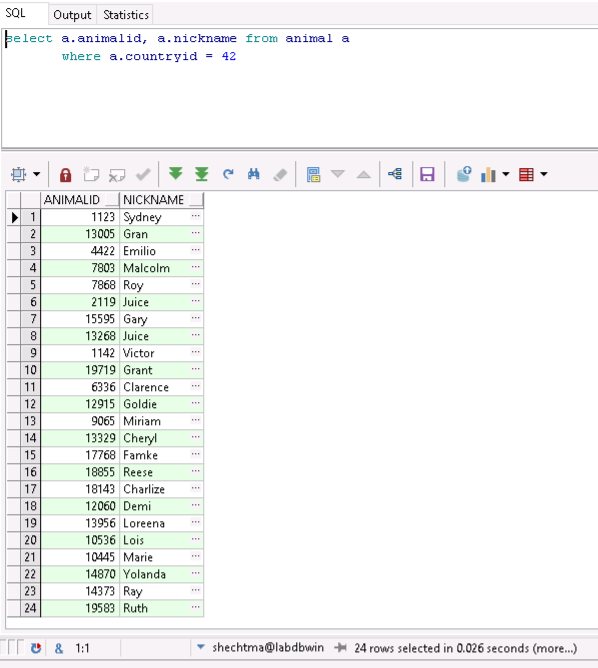 SQL Output Statistics
select a.animalid, a.nickname from animal a
where a.countryid = 42
ANIMALID NICKNAME
1 1123 Sydney ...
2 13005 Gran ...
3 4422 Emilio ...
4 7803 Malcolm ...
5 7868 Roy ...
6 2119 Juice ...
7 15595 Gary ...
8 13268 Juice ...
9 1142 Victor ...
10 19719 Grant ...
11 6336 Clarence ...
12 12915 Goldie ...
13 9065 Miriam ...
14 13329 Cheryl ...
15 17768 Famke ...
16 18855 Reese ...
17 18143 Charlize ...
18 12060 Demi ...
19 13956 Loreena ...
20 10536 Lois ...
21 10445 Marie ...
22 14870 Yolanda ...
23 14373 Ray ...
24 19583 Ruth ...
& 1:1 shechtma@labdbwin 24 rows selected in 0.026 seconds (more...)